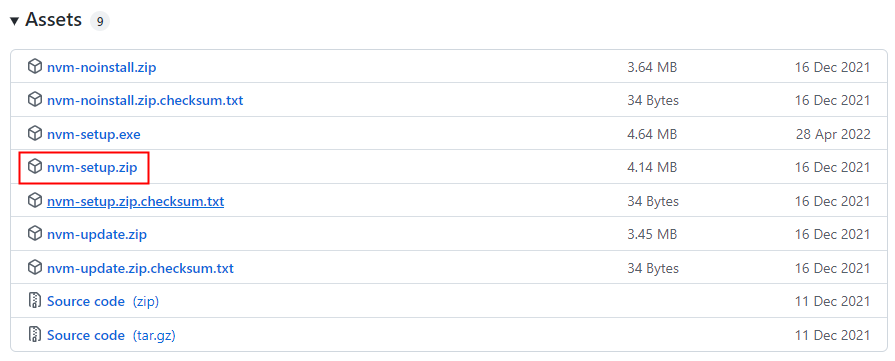 Assets 9
nvm-noinstall.zip 3.64 MB 16 Dec 2021
nvm-noinstall.zip.checksum.txt 34 Bytes 16 Dec 2021
nvm-setup.exe 4.64 MB 28 Apr 2022
nvm-setup.zip 4.14 MB 16 Dec 2021
nvm-setup.zip.checksum.txt 34 Bytes 16 Dec 2021
nvm-update.zip 3.45 MB 16 Dec 2021
nvm-update.zip.checksum.txt 34 Bytes 16 Dec 2021
Source code (zip) 11 Dec 2021
Source code (tar.gz) 11 Dec 2021